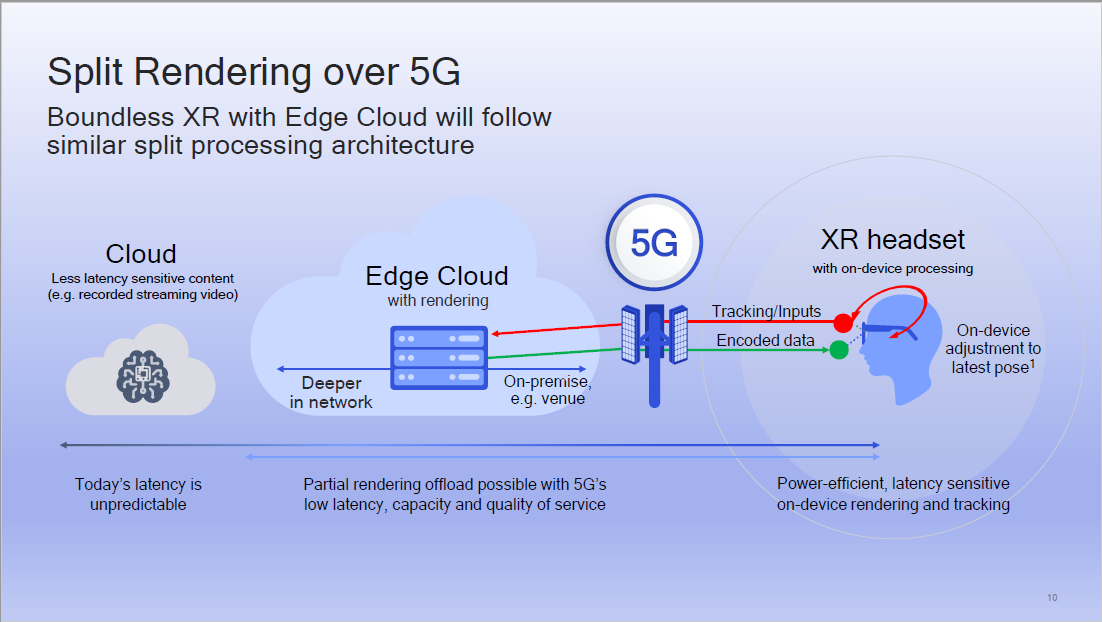 Split Rendering over 5G
Boundless XR with Edge Cloud will follow
similar split processing architecture
Cloud
Less latency sensitive content
(e.g. recorded streaming video)
Edge Cloud
with rendering
Deeper
in network
On-premise,
e.g. venue
5G
XR headset
with on-device processing
Tracking/Inputs
Encoded data
On-device
adjustment to
latest pose¹
Today’s latency is
unpredictable
Partial rendering offload possible with 5G’s
low latency, capacity and quality of service
Power-efficient, latency sensitive
on-device rendering and tracking
10